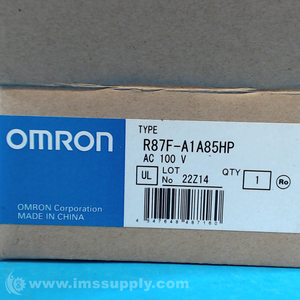 TYPE
R87F-A1A85HP
AC 100 V
OMRON
UL
LOT No 22Z14
QTY 1
Ro
OMRON Corporation
MADE IN CHINA
www.imssupply.com